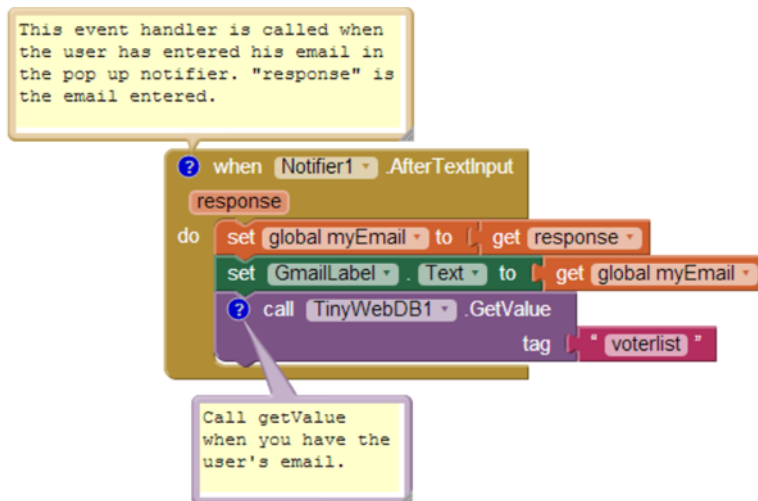 This event handler is called when
the user has entered his email in
the pop up notifier. "response" is
the email entered.
? when Notifier1 .AfterTextInput
response
do set global myEmail to get response
set GmailLabel . Text to get global myEmail
? call TinyWebDB1 .GetValue
tag " voterlist "
Call getValue
when you have the
user's email.